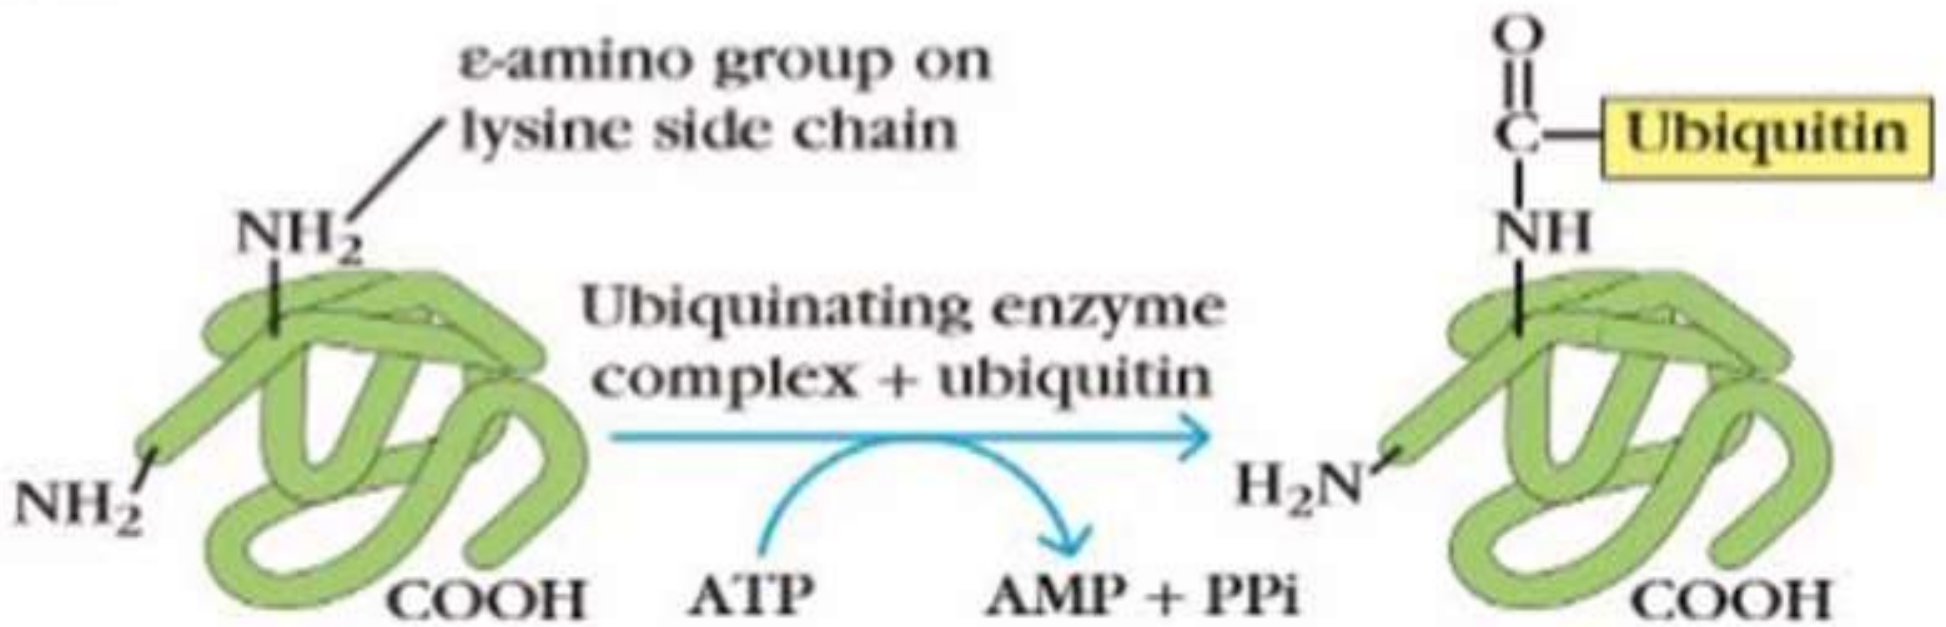 ε-amino group on
lysine side chain
NH₂
NH₂
COOH
Ubiquinating enzyme
complex + ubiquitin
ATP
AMP + PPi
O
C
Ubiquitin
NH
H₂N
COOH